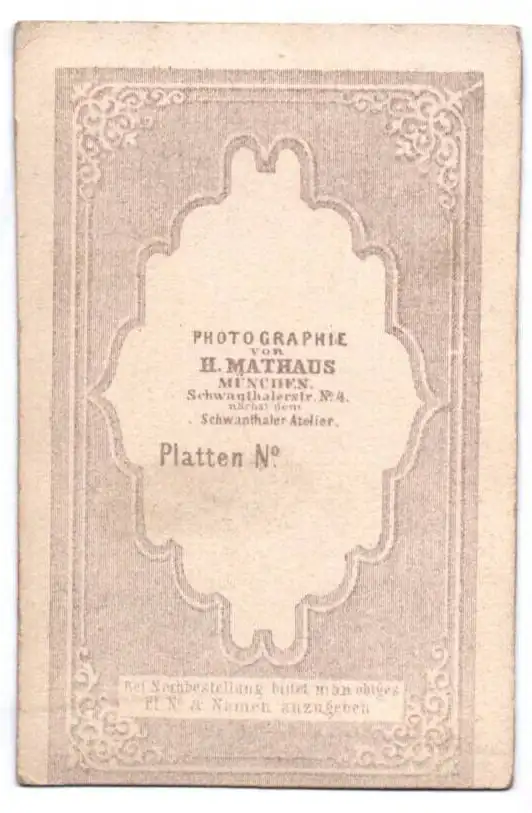 PHOTOGRAPHIE
VON
H. MATHAUS
MÜNCHEN.
Schwanthalerstr. No. 4.
nächst dem
Schwanthaler Atelier.
Platten No.
Bei Nachbestellung bittet man obiges
Pl. No. & Namen anzugeben